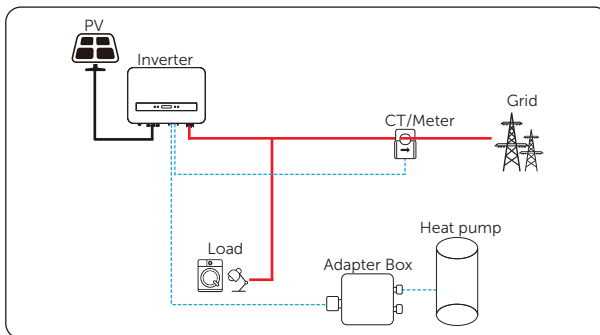 PV
Inverter
Grid
CT/Meter
Load
Heat pump
Adapter Box